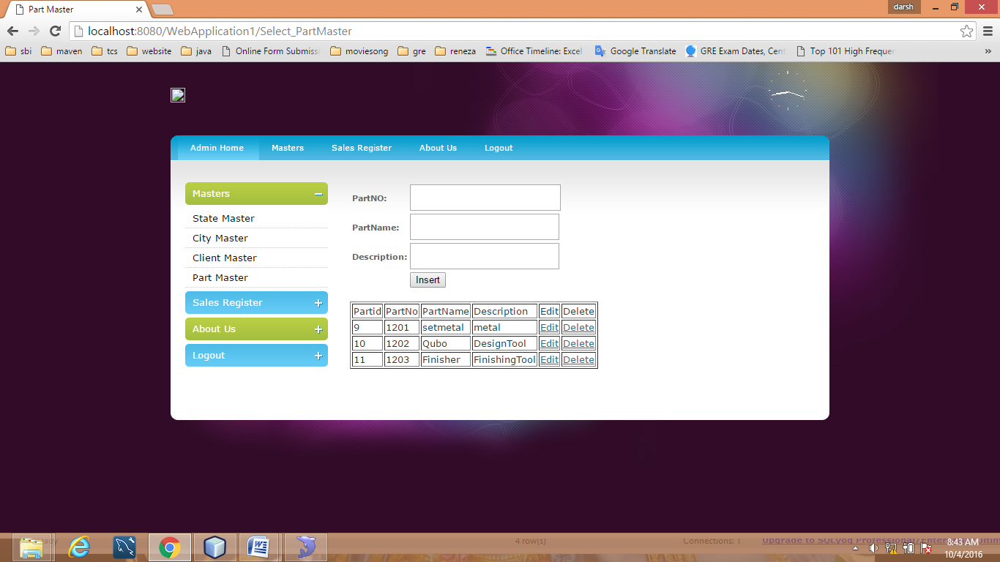 Part Master
darsh
localhost:8080/WebApplication1/Select_PartMaster
sbi maven tcs website java Online Form Submissi moviesong gre reneza Office Timeline: Excel Google Translate GRE Exam Dates, Cent Top 101 High Frequer »
Admin Home Masters Sales Register About Us Logout
Masters
State Master
City Master
Client Master
Part Master
Sales Register
About Us
Logout
PartNO:
PartName:
Description:
Insert
Partid PartNo PartName Description Edit Delete
9 1201 setmetal metal Edit Delete
10 1202 Qubo DesignTool Edit Delete
11 1203 Finisher FinishingTool Edit Delete
4 row(s) Connections: 1 Upgrade to SQLyog Professional/Enterprise/Ultim
8:43 AM
10/4/2016